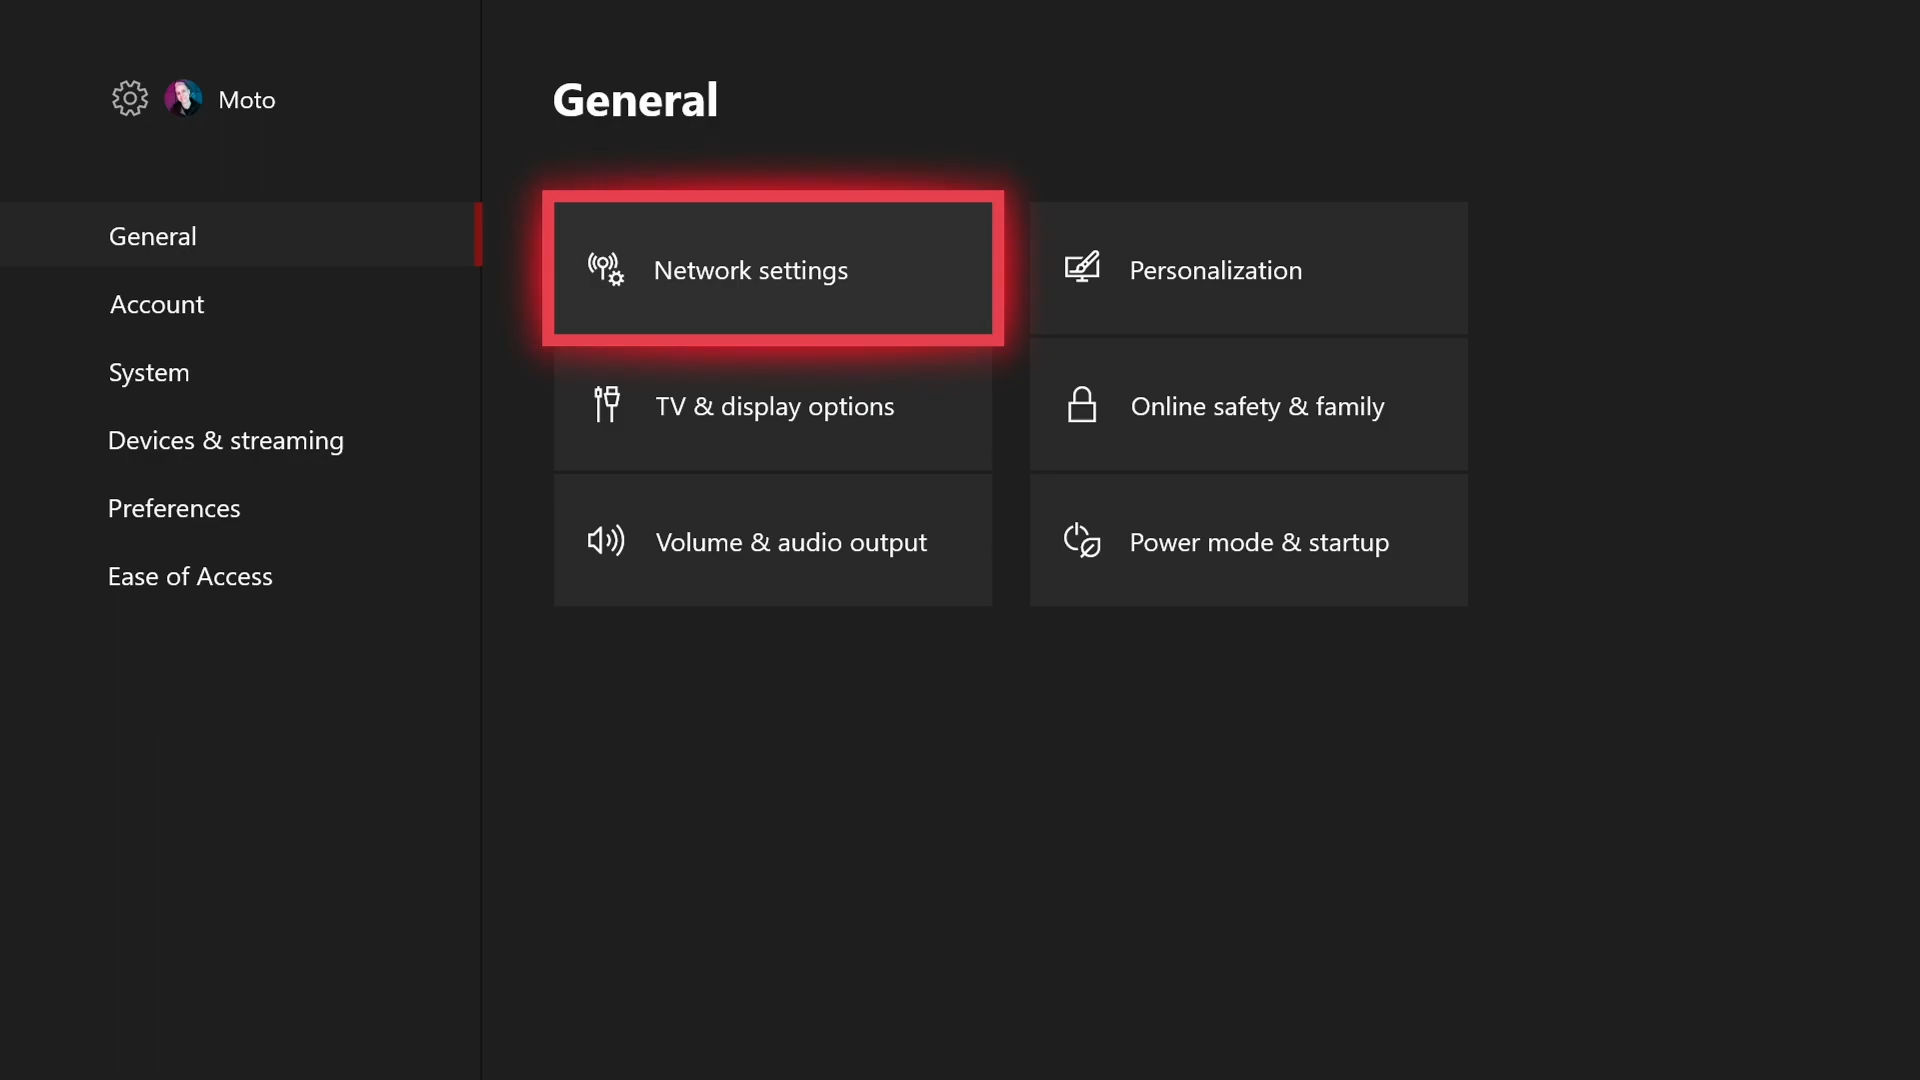 Moto
General
Account
System
Devices & streaming
Preferences
Ease of Access
General
Network settings
Personalization
TV & display options
Online safety & family
Volume & audio output
Power mode & startup